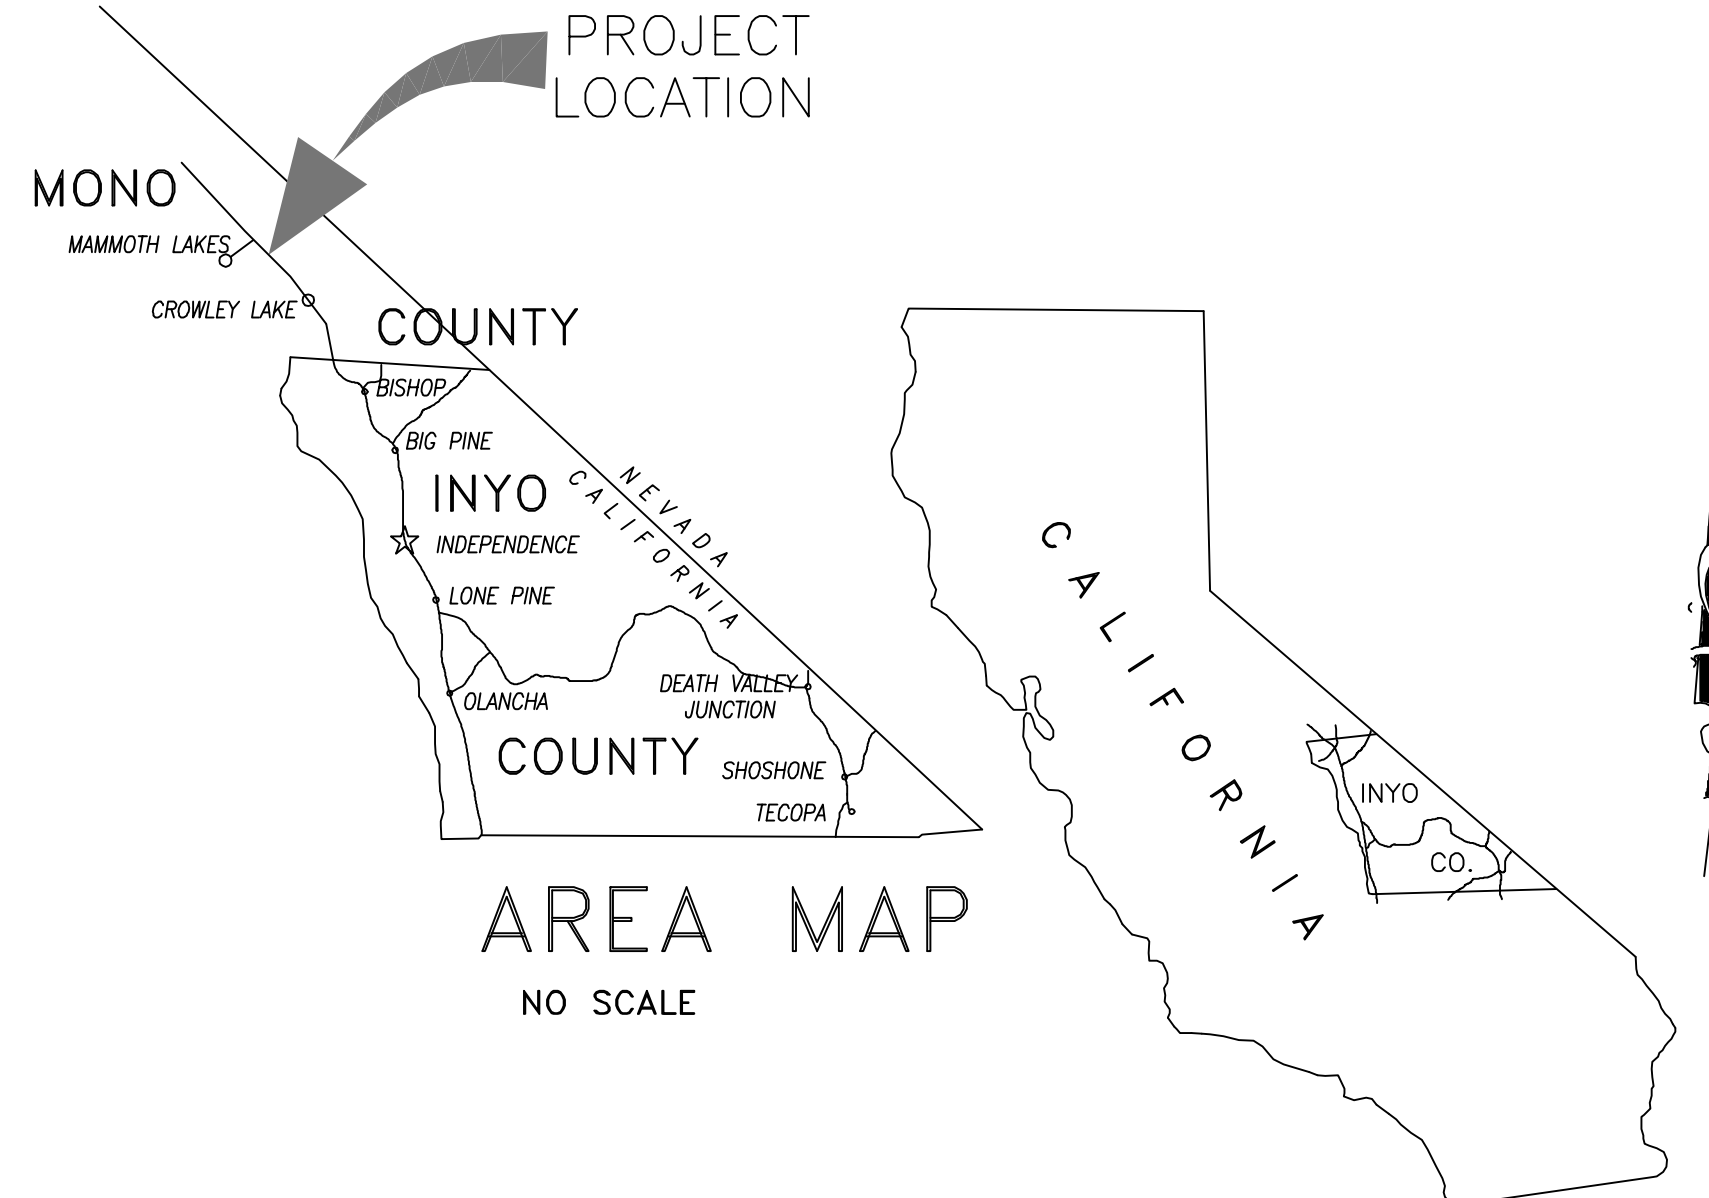 PROJECT
LOCATION
MONO
MAMMOTH LAKES
CROWLEY LAKE
COUNTY
BISHOP
BIG PINE
INYO
NEVADA
CALIFORNIA
INDEPENDENCE
LONE PINE
OLANCHA
DEATH VALLEY
JUNCTION
COUNTY
SHOSHONE
TECOPA
AREA MAP
NO SCALE
CALIFORNIA
INYO
CO.